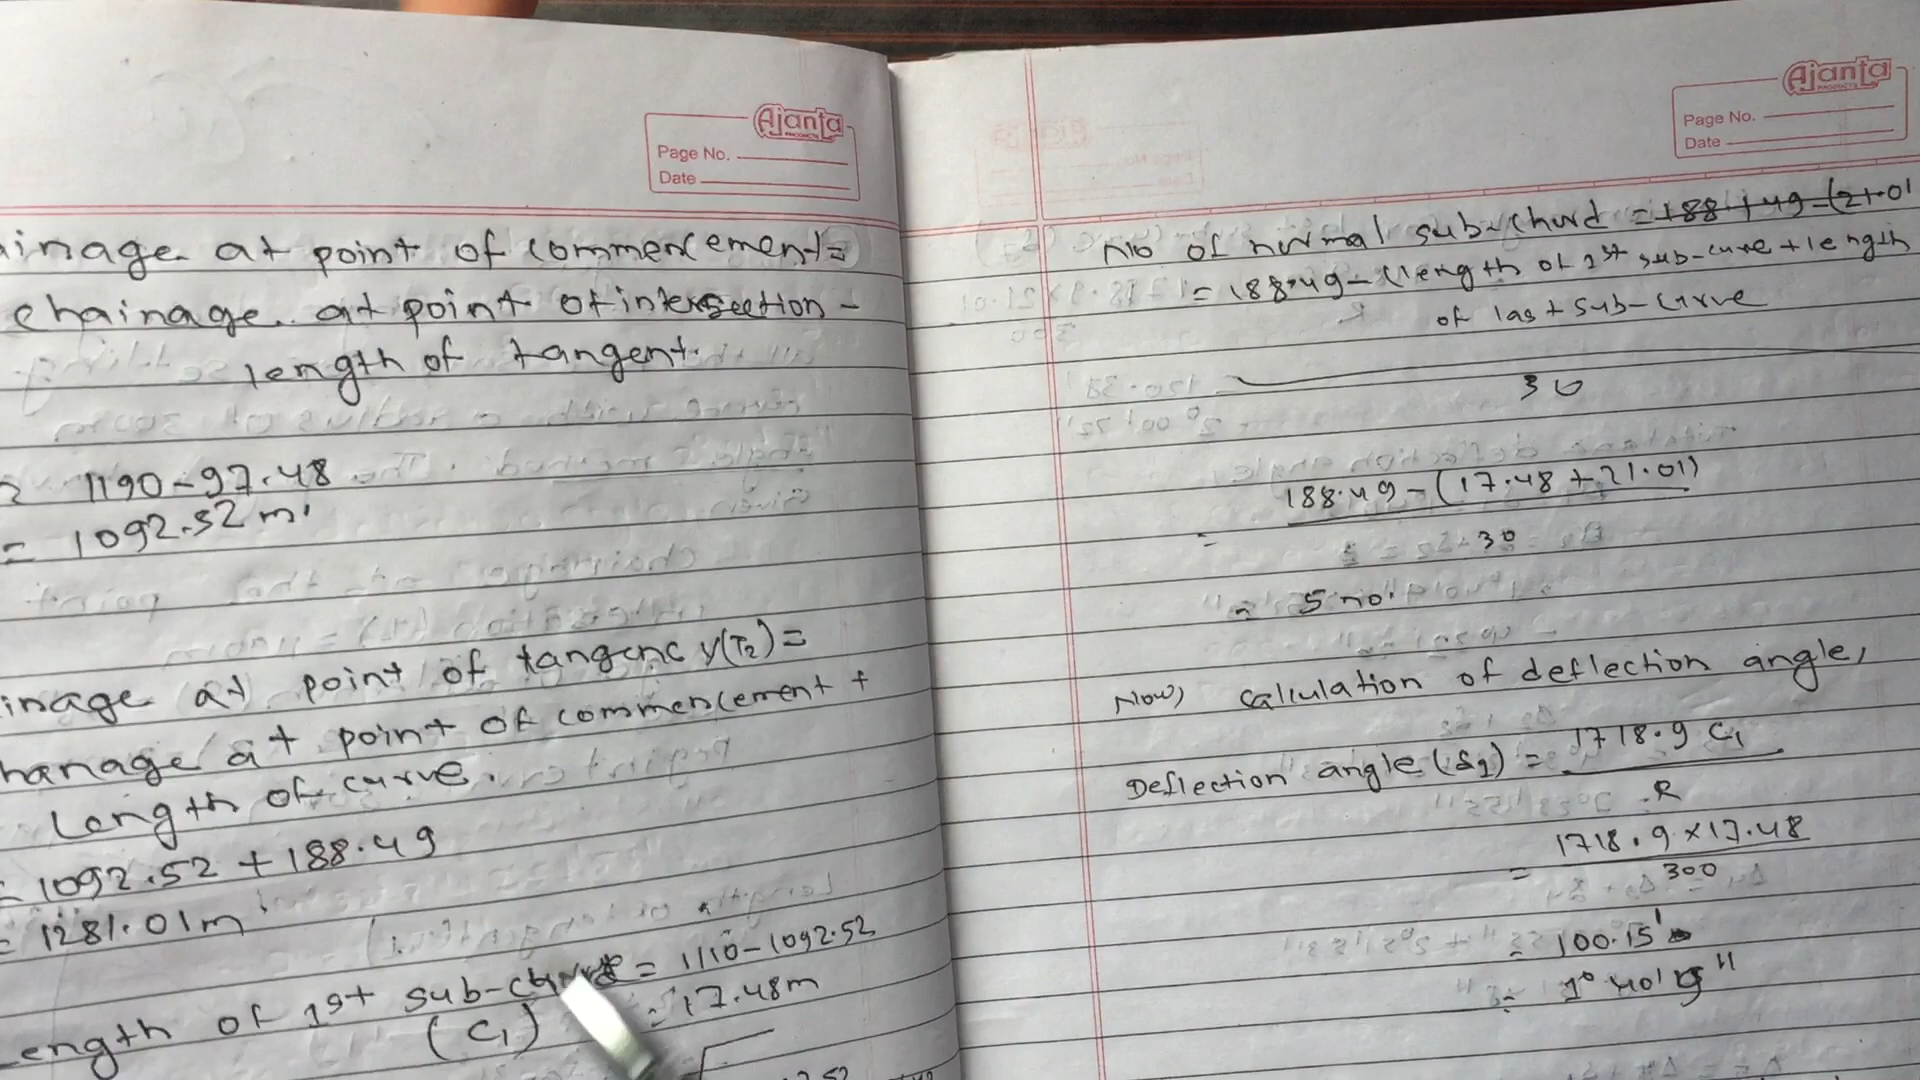 Ajanta
PRODUCTS
Page No.
Date
inage at point of commencement=
chainage at point of intersection -
length of tangent.
= 1190-97.48
= 1092.52m
inage at point of tangency (T2)=
hanage at point of commencement +
Length of curve.
= 1092.52 + 188.49
= 1281.01m
ength of 1st sub- = 1110-1092.52
(C1) = 17.48m
Ajanta
PRODUCTS
Page No.
Date
No of normal sub-chord = 188.49-(21.01
= 188.49-(length of 1st sub-curve + length
of last sub-curve
30
= 188.49-(17.48+21.01)
30
= 5 no.
Now, calculation of deflection angle,
Deflection angle (δ1) = 1718.9 C1
R
= 1718.9×17.48
300
= 100.15'
= 1°40'9"